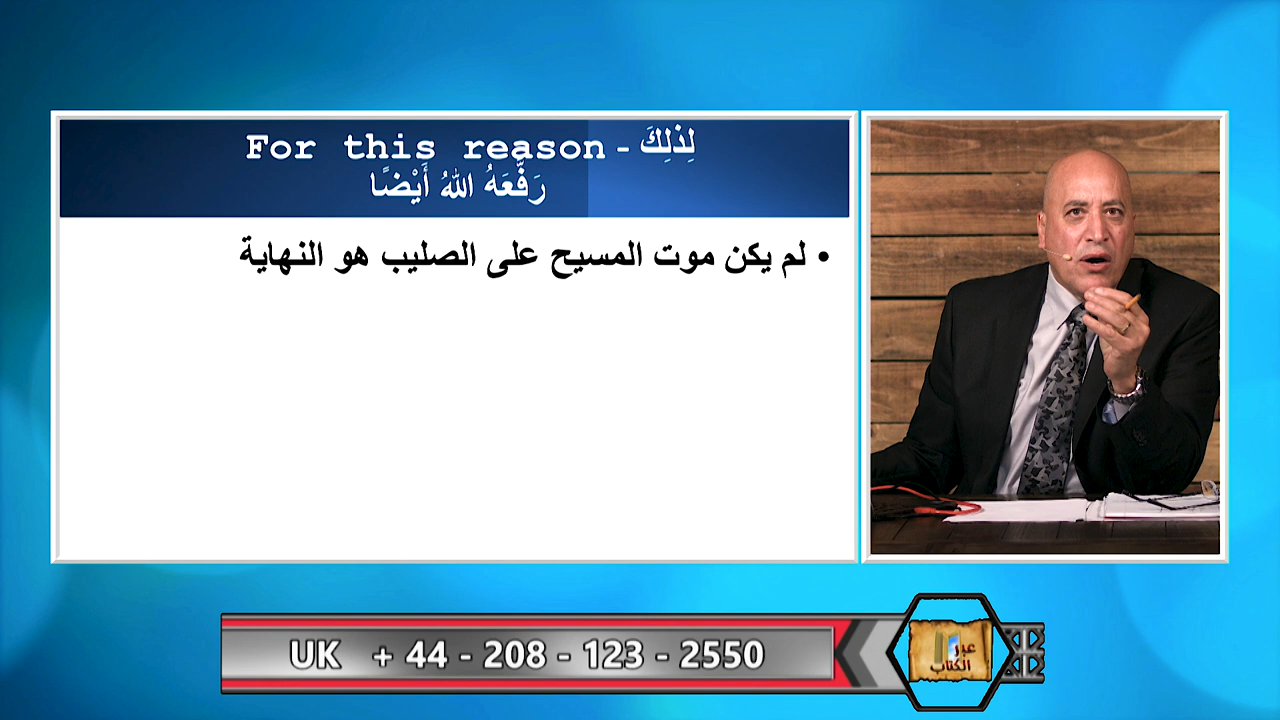 For this reason - لِذلِكَ
رَفَّعَهُ اللهُ أَيْضًا
• لم يكن موت المسيح على الصليب هو النهاية
UK + 44 - 208 - 123 - 2550
عبر
الكتاب